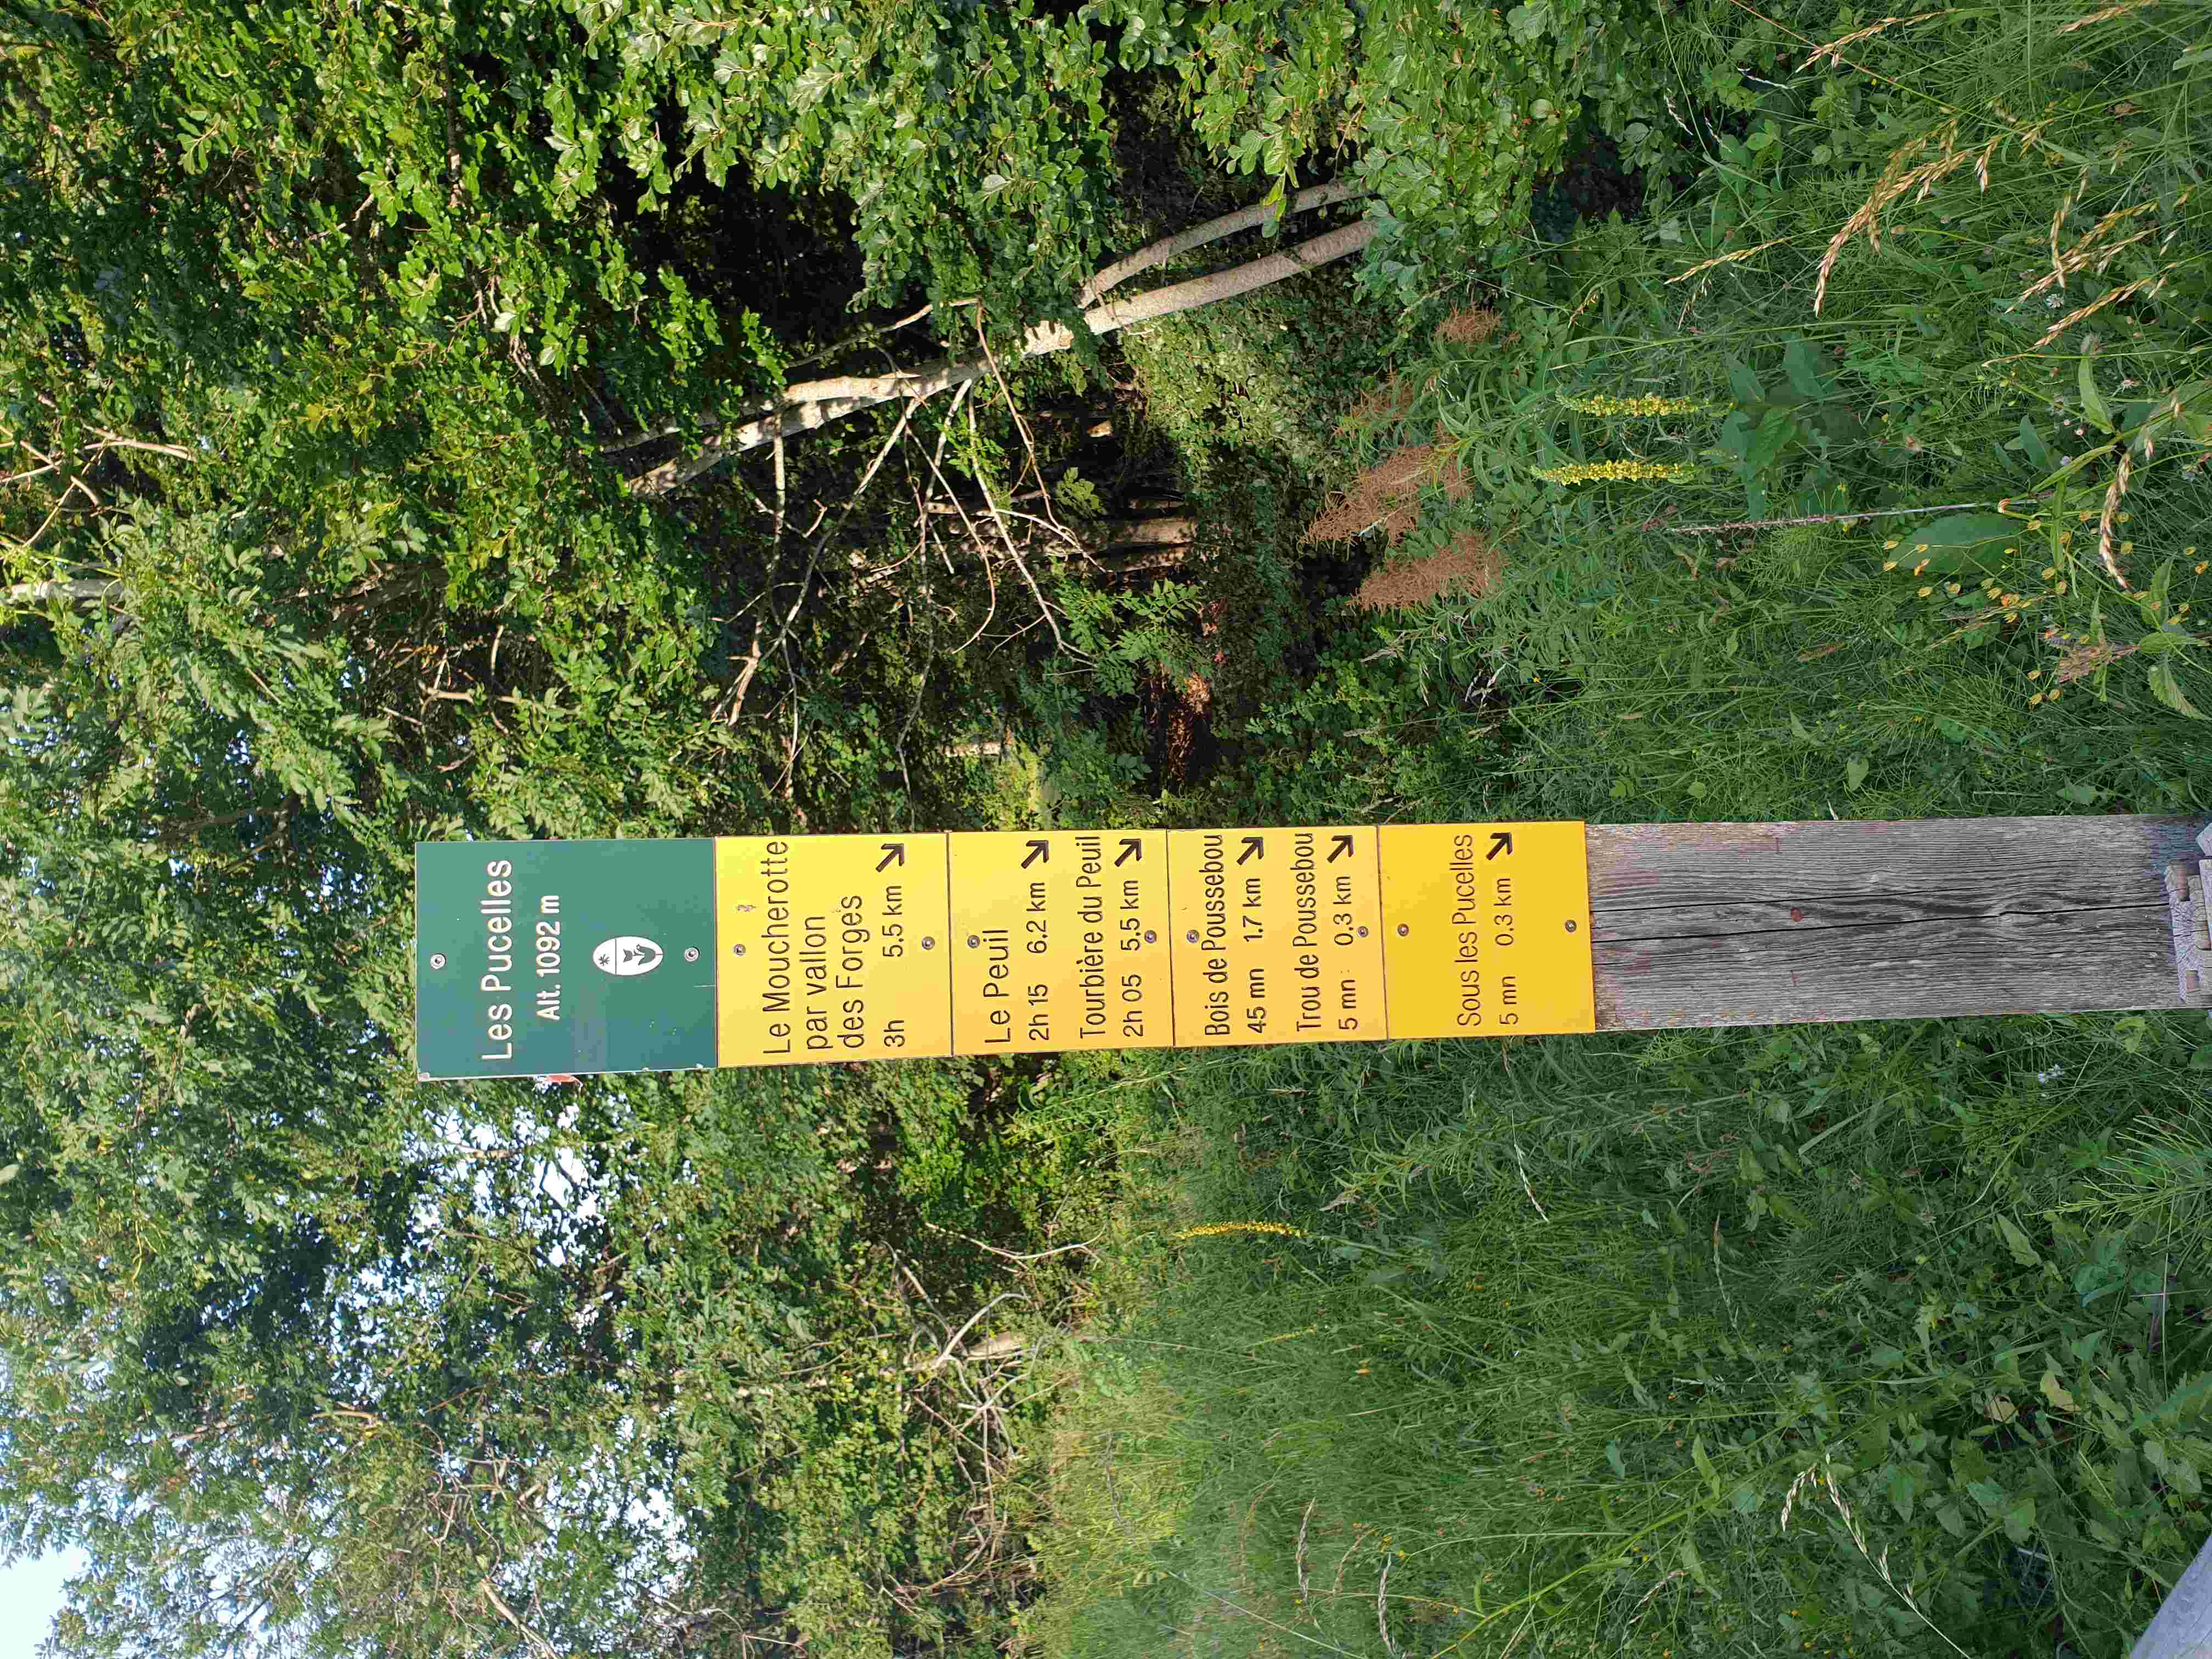 Les Pucelles
Alt. 1092 m
Le Moucherotte
par vallon
des Forges
3h 5,5 km
Le Peuil
2h 15 6,2 km
Tourbière du Peuil
2h 05 5,5 km
Bois de Poussebou
45 mn 1,7 km
Trou de Poussebou
5 mn 0,3 km
Sous les Pucelles
5 mn 0,3 km